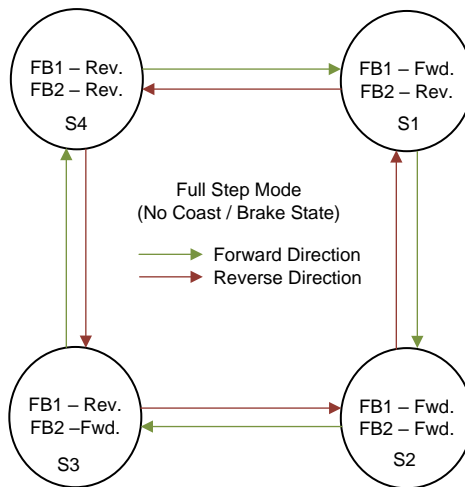 FB1 – Rev.
FB2 – Rev.
S4
FB1 – Fwd.
FB2 – Rev.
S1
Full Step Mode
(No Coast / Brake State)
Forward Direction
Reverse Direction
FB1 – Rev.
FB2 –Fwd.
S3
FB1 – Fwd.
FB2 – Fwd.
S2